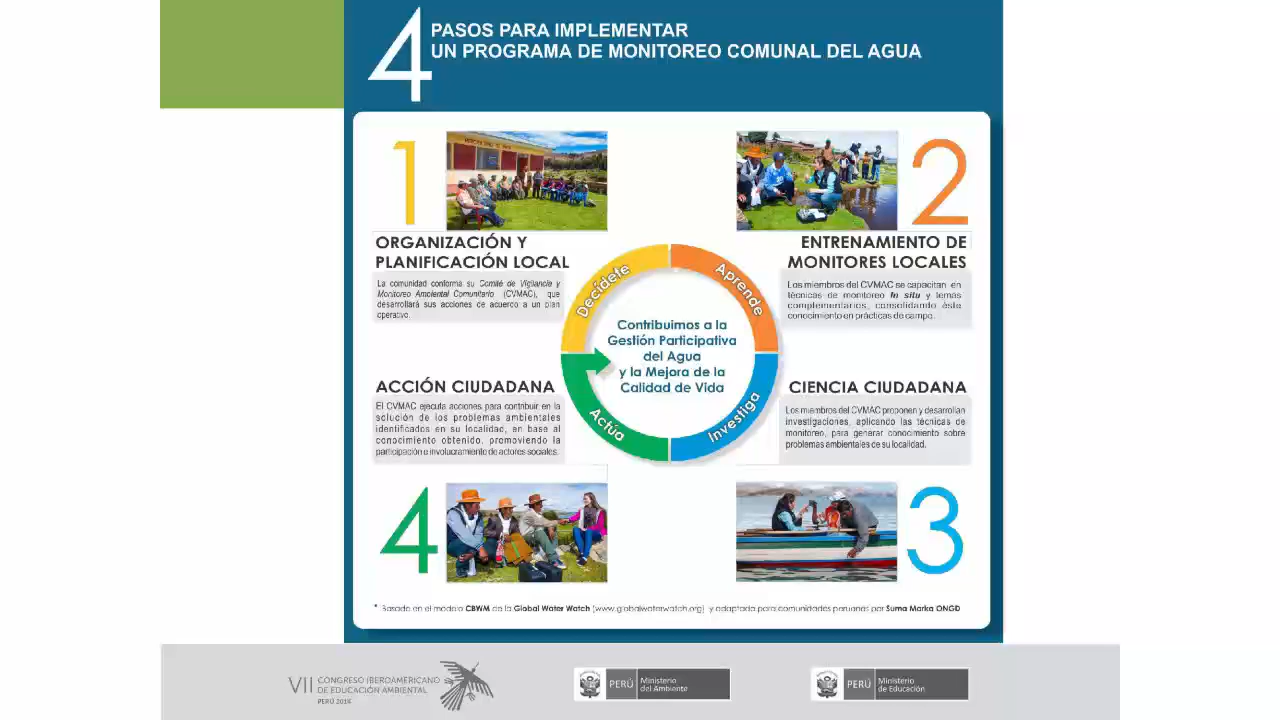 4 PASOS PARA IMPLEMENTAR
UN PROGRAMA DE MONITOREO COMUNAL DEL AGUA
1
ORGANIZACIÓN Y
PLANIFICACIÓN LOCAL
La comunidad conforma su Comité de Vigilancia y
Monitoreo Ambiental Comunitario (CVMAC), que
desarrollará sus acciones de acuerdo a un plan
operativo.
2
ENTRENAMIENTO DE
MONITORES LOCALES
Los miembros del CVMAC se capacitan en
técnicas de monitoreo In situ y temas
complementarios, consolidando éste
conocimiento en prácticas de campo.
Decídete
Aprende
Investiga
Actúa
Contribuimos a la
Gestión Participativa
del Agua
y la Mejora de la
Calidad de Vida
CIENCIA CIUDADANA
Los miembros del CVMAC proponen y desarrollan
investigaciones, aplicando las técnicas de
monitoreo, para generar conocimiento sobre
problemas ambientales de su localidad.
3
ACCIÓN CIUDADANA
El CVMAC ejecuta acciones para contribuir en la
solución de los problemas ambientales
identificados en su localidad, en base al
conocimiento obtenido, promoviendo la
participación e involucramiento de actores sociales.
4
* Basado en el modelo CBWM de la Global Water Watch (www.globalwaterwatch.org) y adaptada para comunidades peruanas por Suma Marka ONGD
VII CONGRESO IBEROAMERICANO
DE EDUCACIÓN AMBIENTAL
PERÚ
PERÚ Ministerio
del Ambiente
PERÚ Ministerio
de Educación